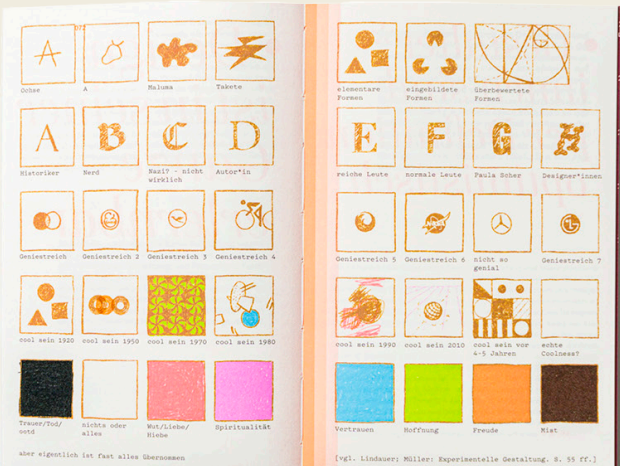 Ochse A Maluma Takete
elementare eingebildete überbewertete
Formen Formen Formen
A B C D
Historiker Nerd Nazi? - nicht Autor*in
wirklich
E F G H
reiche Leute normale Leute Paula Scher Designer*innen
Geniestreich Geniestreich 2 Geniestreich 3 Geniestreich 4
NASA
LG
Geniestreich 5 Geniestreich 6 nicht so Geniestreich 7
genial
cool sein 1920 cool sein 1950 cool sein 1970 cool sein 1980
cool sein 1990 cool sein 2010 cool sein vor echte
4-5 Jahren Coolness?
Trauer/Tod/ nichts oder Wut/Liebe/ Spiritualität
alles Hiebe
Vertrauen Hoffnung Freude Mist
aber eigentlich ist fast alles Übernommen
[vgl. Lindauer; Müller: Experimentelle Gestaltung. S. 55 ff.]